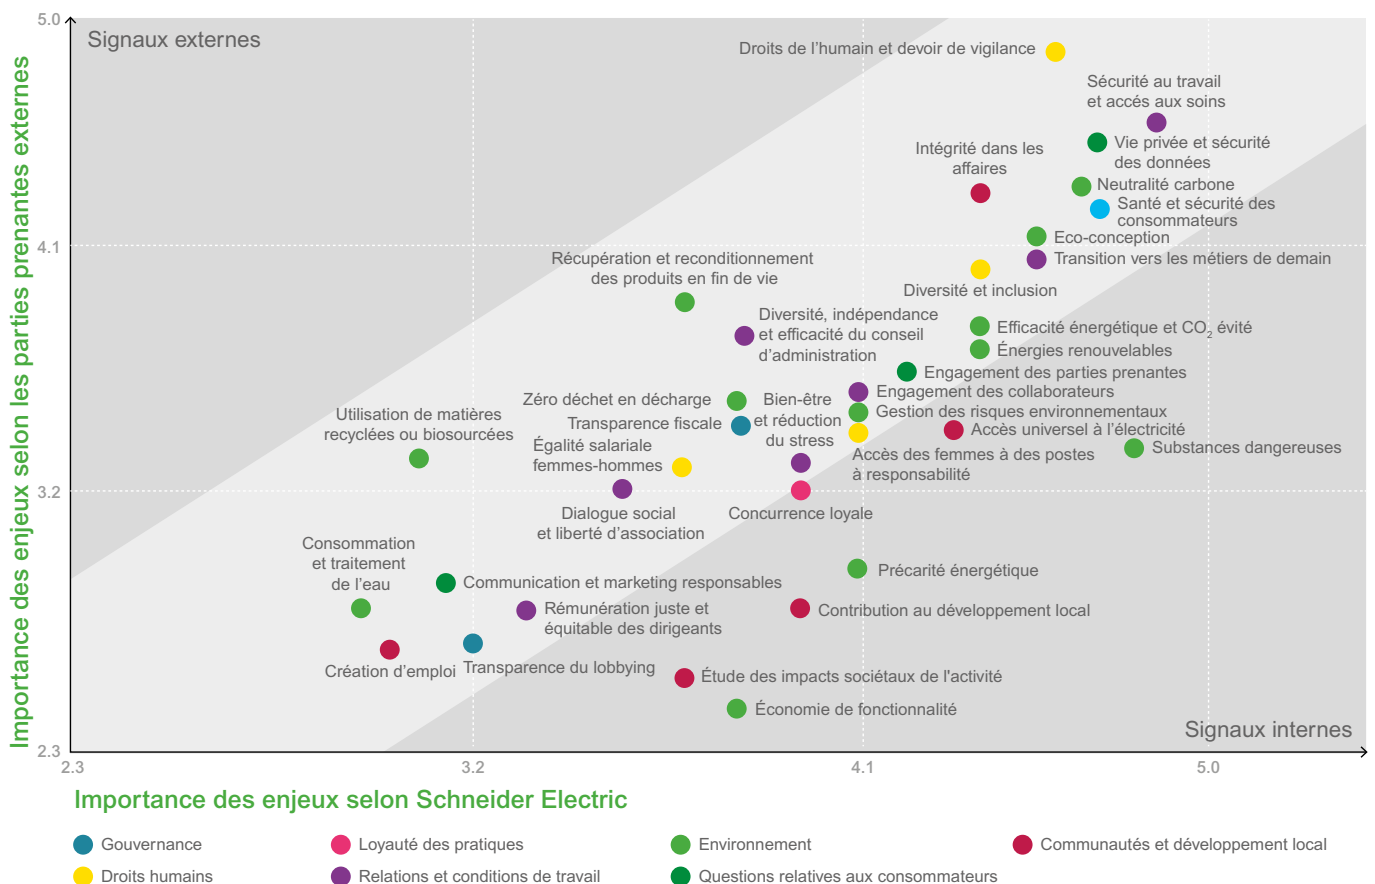 5.0
Signaux externes
Importance des enjeux selon les parties prenantes externes
Droits de l'humain et devoir de vigilance
Sécurité au travail
et accés aux soins
Vie privée et sécurité
des données
Intégrité dans les
affaires
Neutralité carbone
Santé et sécurité des
consommateurs
Eco-conception
4.1
Transition vers les métiers de demain
Récupération et reconditionnement
des produits en fin de vie
Diversité et inclusion
Diversité, indépendance
et efficacité du conseil
d'administration
Efficacité énergétique et CO₂ évité
Énergies renouvelables
Engagement des parties prenantes
Engagement des collaborateurs
Zéro déchet en décharge
Bien-être
et réduction
du stress
Gestion des risques environnementaux
Utilisation de matières
recyclées ou biosourcées
Transparence fiscale
Accès universel à l'électricité
Égalité salariale
femmes-hommes
Accès des femmes à des postes
à responsabilité
Substances dangereuses
3.2
Dialogue social
et liberté d'association
Concurrence loyale
Consommation
et traitement
de l'eau
Précarité énergétique
Communication et marketing responsables
Rémunération juste et
équitable des dirigeants
Contribution au développement local
Création d'emploi
Transparence du lobbying
Étude des impacts sociétaux de l'activité
Économie de fonctionnalité
Signaux internes
2.3
2.3
3.2
4.1
5.0
Importance des enjeux selon Schneider Electric
Gouvernance
Loyauté des pratiques
Environnement
Communautés et développement local
Droits humains
Relations et conditions de travail
Questions relatives aux consommateurs